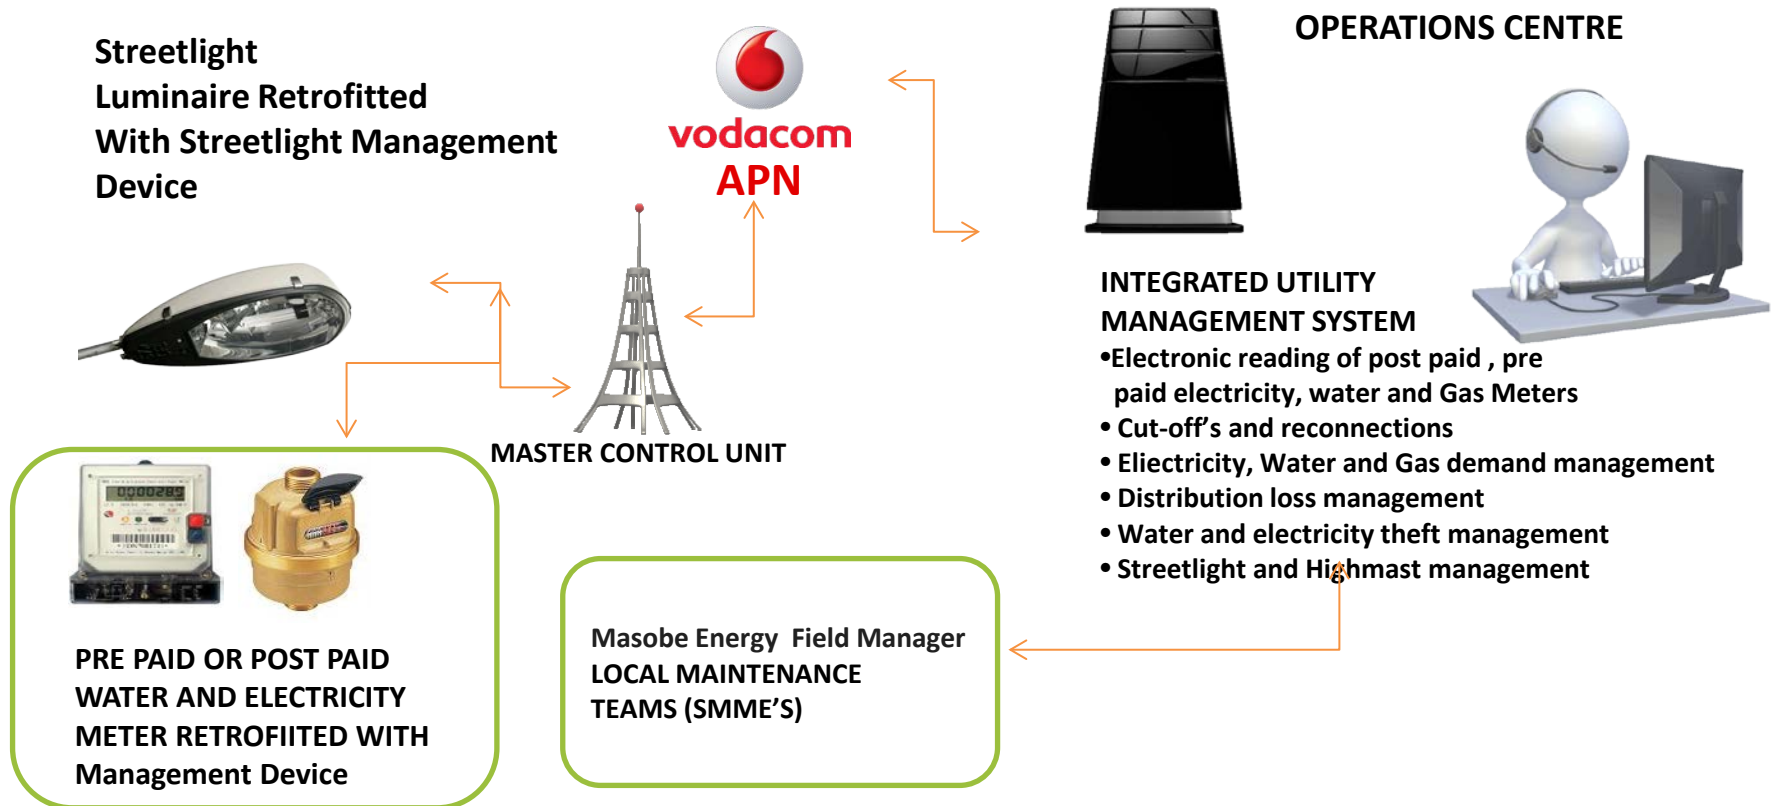 Streetlight
Luminaire Retrofitted
With Streetlight Management
Device
vodacom
APN
OPERATIONS CENTRE
MASTER CONTROL UNIT
INTEGRATED UTILITY
MANAGEMENT SYSTEM
•Electronic reading of post paid , pre
paid electricity, water and Gas Meters
• Cut-off’s and reconnections
• Eliectricity, Water and Gas demand management
• Distribution loss management
• Water and electricity theft management
• Streetlight and Highmast management
PRE PAID OR POST PAID
WATER AND ELECTRICITY
METER RETROFIITED WITH
Management Device
Masobe Energy  Field Manager
LOCAL MAINTENANCE
TEAMS (SMME’S)